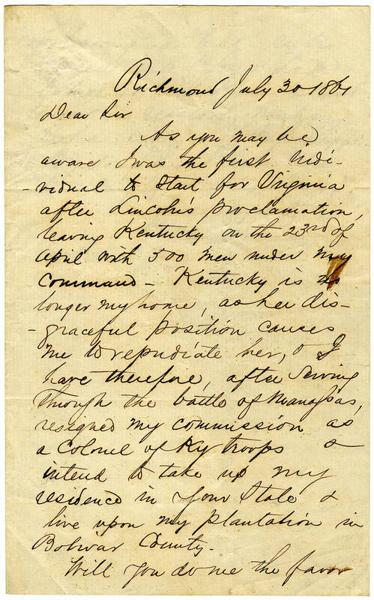 Richmond July 30 1861
Dear Sir
As you may be
aware I was the first indi-
-vidual to start for Virginia
after Lincoln's proclamation,
leaving Kentucky on the 23rd of
April with 500 men under my
command - Kentucky is no
longer my home, as her dis-
-graceful position causes
me to repudiate her, & I
have therefore, after serving
through the battle of Manassas,
resigned my commission as
a Colonel of Ky troops &
intend to take up my
residence in your State &
live upon my plantation in
Bolivar County.
Will you do me the favor